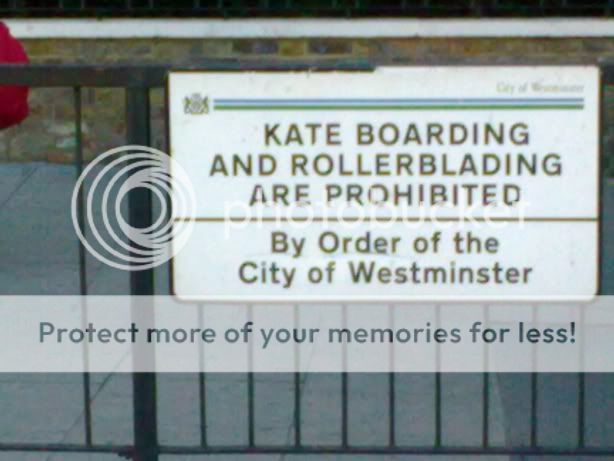 City of Westminster
KATE BOARDING
AND ROLLERBLADING
ARE PROHIBITED
photobucket
By Order of the
City of Westminster
Protect more of your memories for less!